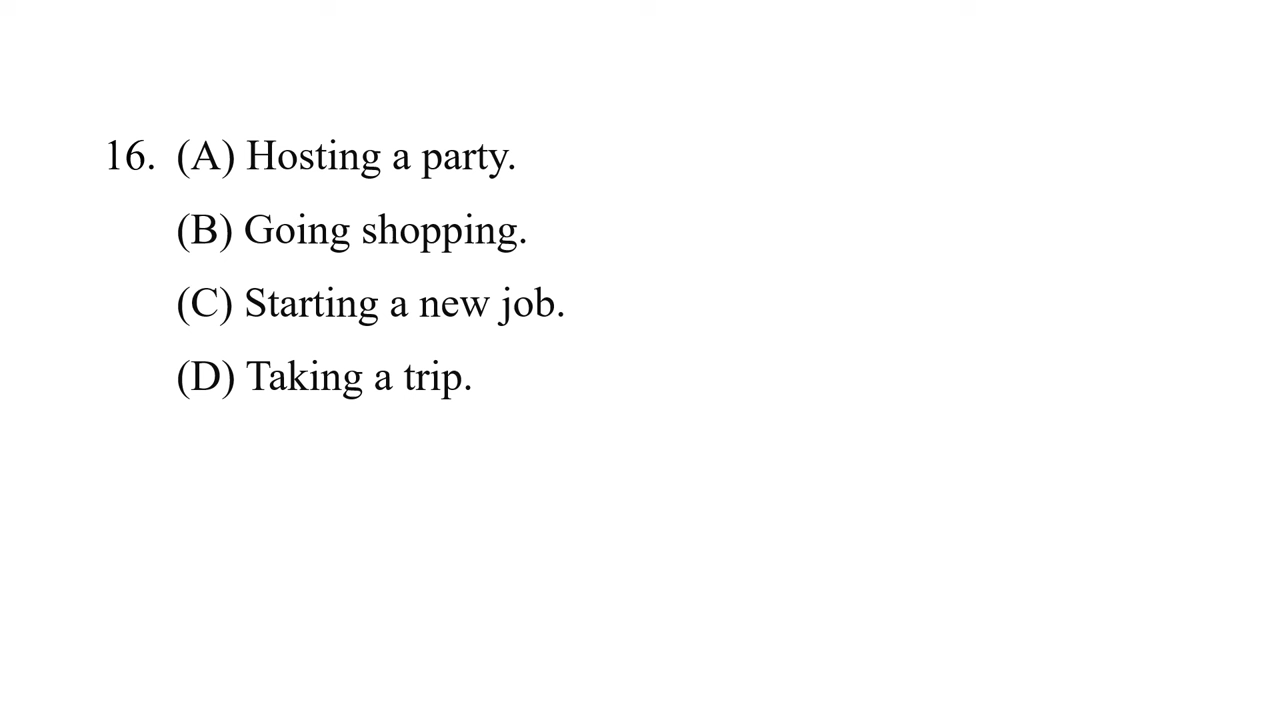 16. (A) Hosting a party.
(B) Going shopping.
(C) Starting a new job.
(D) Taking a trip.